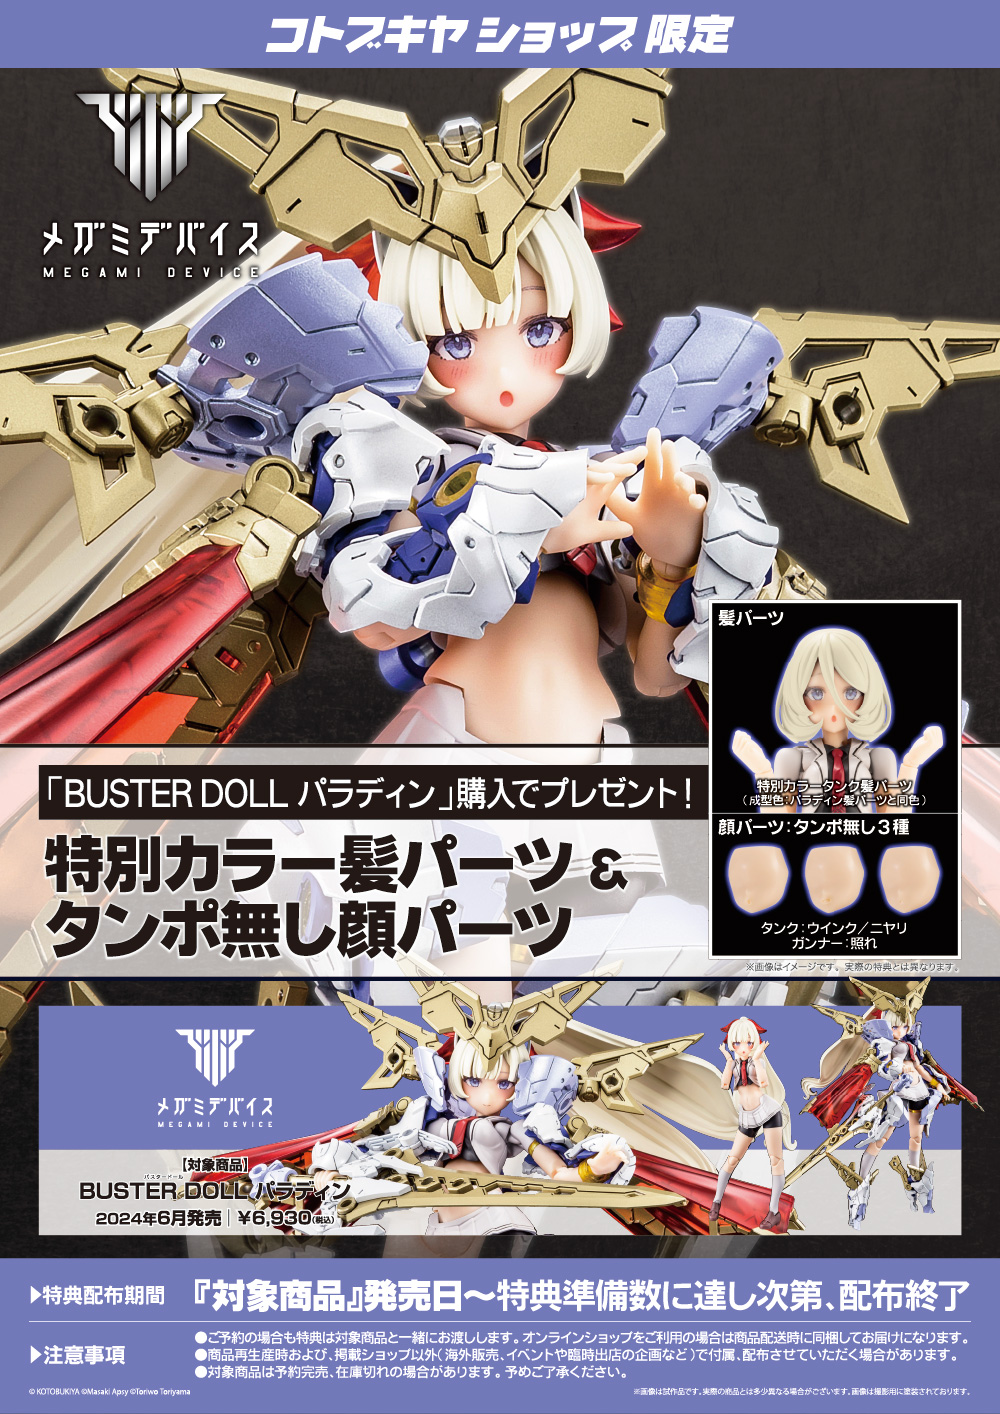 コトブキヤ ショップ 限定
メガミデバイス
MEGAMI DEVICE
髪パーツ
特別カラータンク髪パーツ
（成型色：パラディン髪パーツと同色）
顔パーツ：タンポ無し３種
タンク：ウインク／ニヤリ
ガンナー：照れ
※画像はイメージです。実際の特典とは異なります。
「BUSTER DOLL パラディン」購入でプレゼント！
特別カラー髪パーツ &
タンポ無し顔パーツ
メガミデバイス
MEGAMI DEVICE
【対象商品】
バスタードール
BUSTER DOLL パラディン
2024年6月発売｜￥6,930(税込)
▶特典配布期間 『対象商品』発売日～特典準備数に達し次第、配布終了
▶注意事項
●ご予約の場合も特典は対象商品と一緒にお渡しします。オンラインショップをご利用の場合は商品配送時に同梱してお届けになります。
●商品再生産時および、掲載ショップ以外（海外販売、イベントや臨時出店の企画など）で付属、配布させていただく場合があります。
●対象商品は予約完売、在庫切れの場合があります。予めご了承ください。
© KOTOBUKIYA ©Masaki Apsy ©Toriwo Toriyama
※画像は試作品です。実際の商品とは多少異なる場合がございます。画像は撮影用に塗装されております。